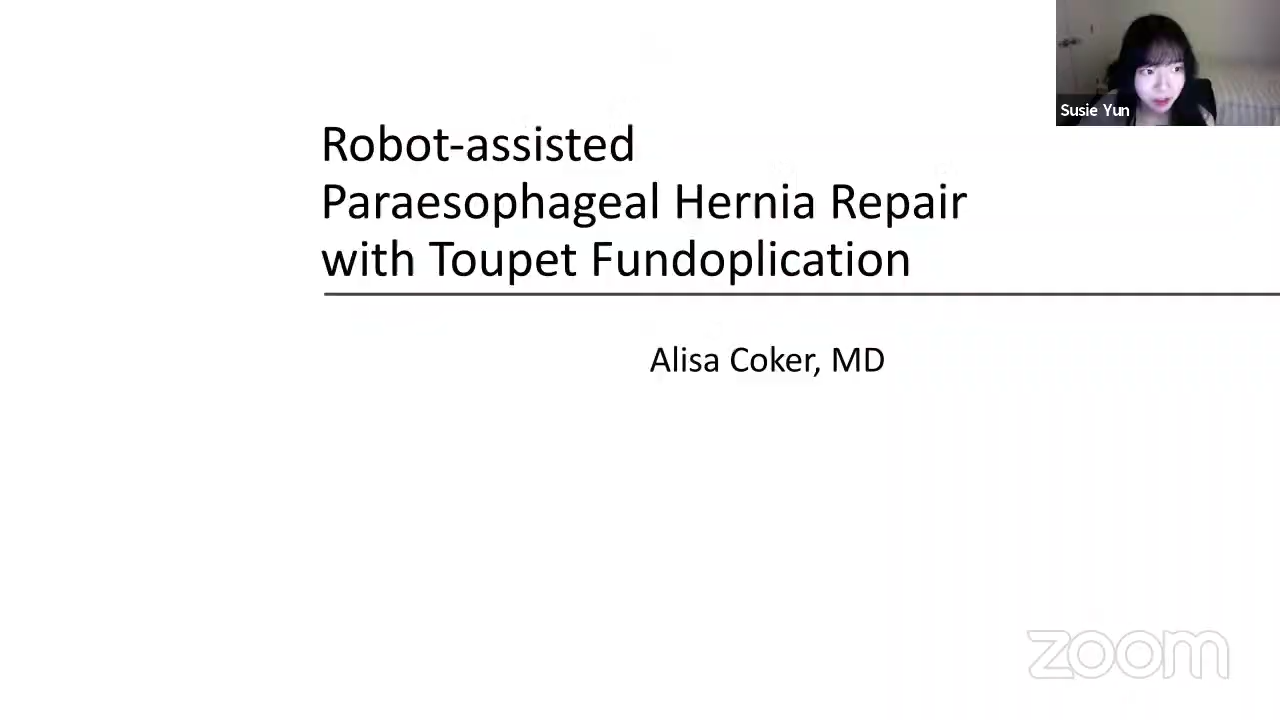 Robot-assisted
Paraesophageal Hernia Repair
with Toupet Fundoplication
Alisa Coker, MD
Susie Yun
zoom